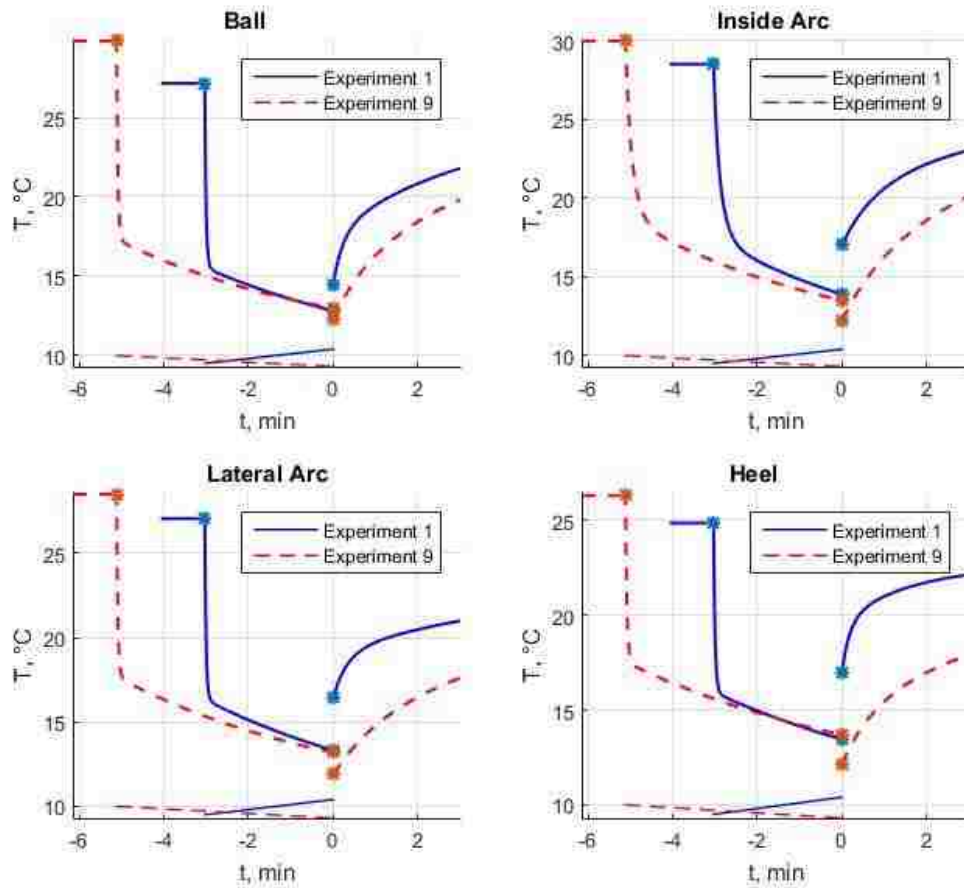 Ball
Inside Arc
T, °C
25
20
15
10
Experiment 1
Experiment 9
-6 -4 -2 0 2
t, min
T, °C
30
25
20
15
10
Experiment 1
Experiment 9
-6 -4 -2 0 2
t, min
Lateral Arc
Heel
T, °C
25
20
15
10
Experiment 1
Experiment 9
-6 -4 -2 0 2
t, min
T, °C
25
20
15
10
Experiment 1
Experiment 9
-6 -4 -2 0 2
t, min